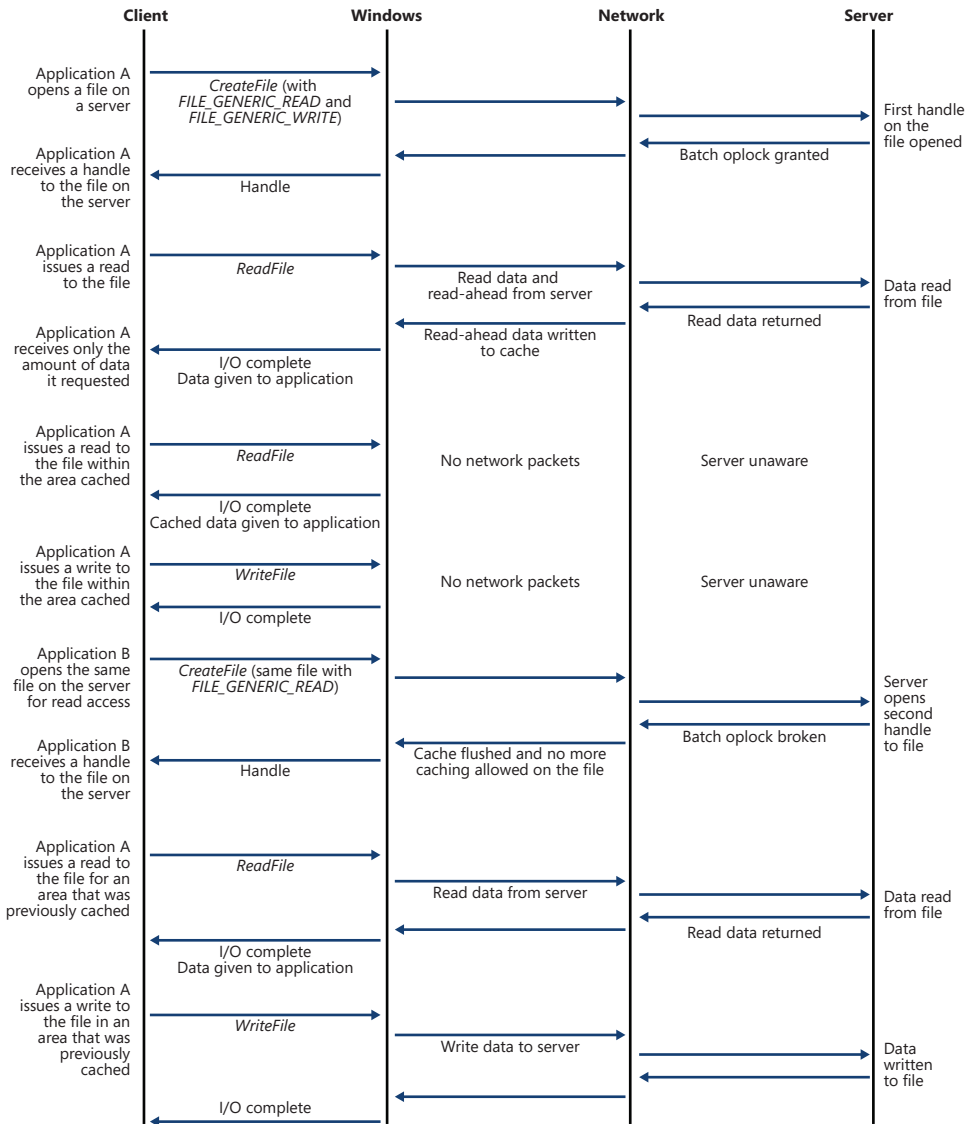 Client
Windows
Network
Server
Application A
opens a file on
a server
CreateFile (with
FILE_GENERIC_READ and
FILE_GENERIC_WRITE)
First handle
on the
file opened
Batch oplock granted
Application A
receives a handle
to the file on
the server
Handle
Application A
issues a read
to the file
ReadFile
Read data and
read-ahead from server
Data read
from file
Read data returned
Read-ahead data written
to cache
Application A
receives only the
amount of data
it requested
I/O complete
Data given to application
Application A
issues a read to
the file within
the area cached
ReadFile
No network packets
Server unaware
I/O complete
Cached data given to application
Application A
issues a write to
the file within
the area cached
WriteFile
No network packets
Server unaware
I/O complete
Application B
opens the same
file on the server
for read access
CreateFile (same file with
FILE_GENERIC_READ)
Server
opens
second
handle
to file
Batch oplock broken
Cache flushed and no more
caching allowed on the file
Application B
receives a handle
to the file on
the server
Handle
Application A
issues a read to
the file for an
area that was
previously cached
ReadFile
Read data from server
Data read
from file
Read data returned
I/O complete
Data given to application
Application A
issues a write to
the file in an
area that was
previously
cached
WriteFile
Write data to server
Data
written
to file
I/O complete